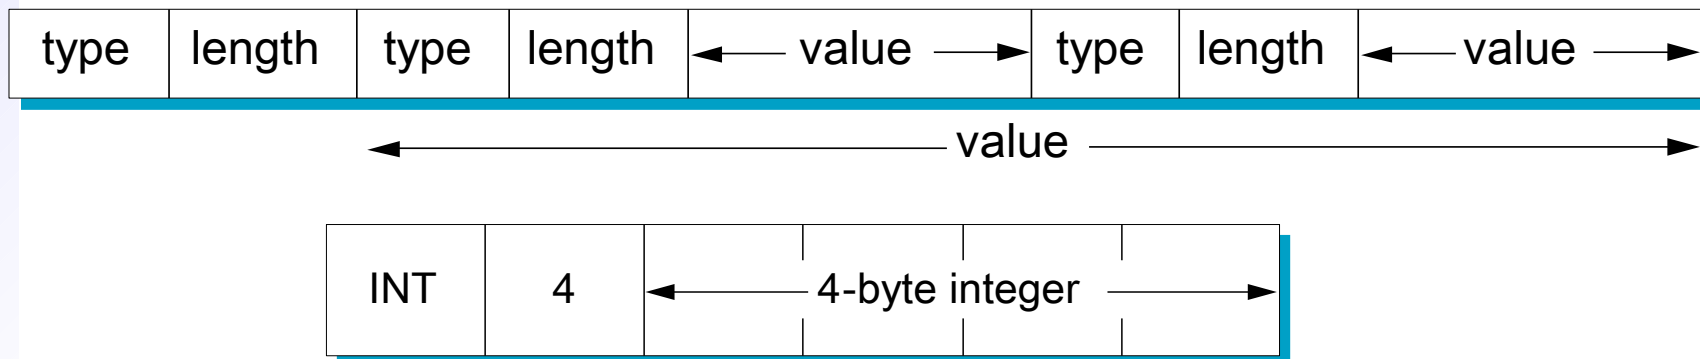 type length type length value type length value
value
INT 4 4-byte integer